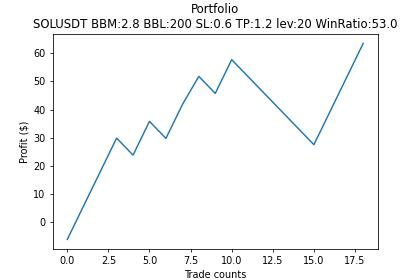 Portfolio
SOLUSDT BBM:2.8 BBL:200 SL:0.6 TP:1.2 lev:20 WinRatio:53.0
60
50
40
30
20
10
0
Profit ($)
0.0 2.5 5.0 7.5 10.0 12.5 15.0 17.5
Trade counts